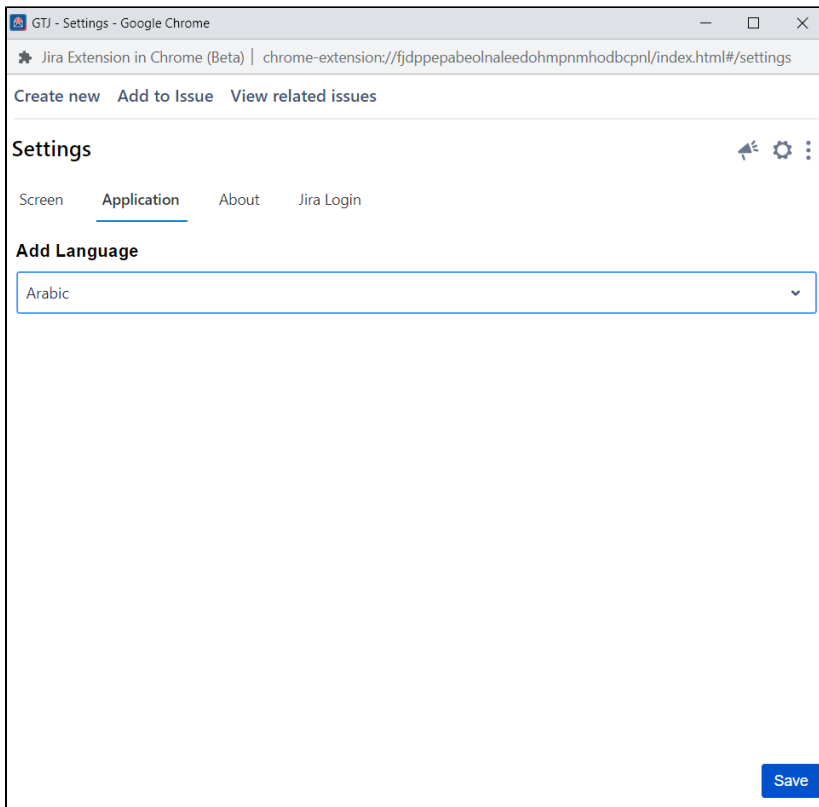 GTJ - Settings - Google Chrome
Jira Extension in Chrome (Beta) | chrome-extension://fjdppepabeolnaleedohmpnmhodbcpnl/index.html#/settings
Create new Add to Issue View related issues
Settings
Screen Application About Jira Login
Add Language
Arabic
Save